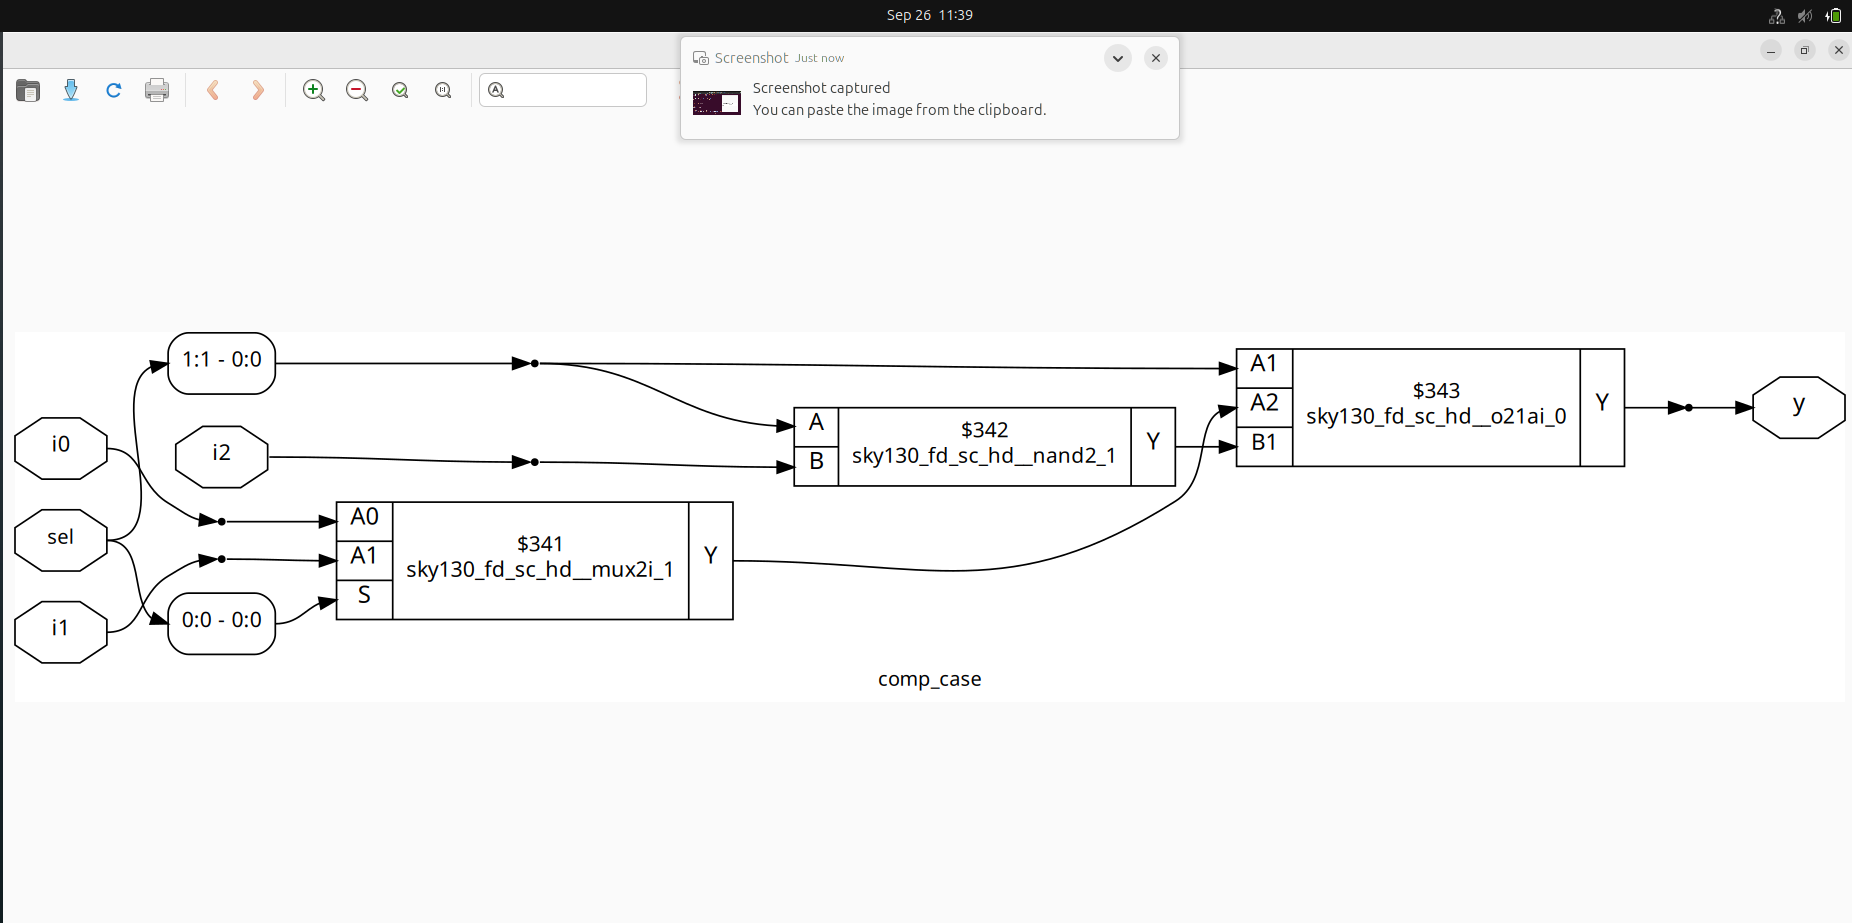 Sep 26 11:39
Screenshot Just now
Screenshot captured
You can paste the image from the clipboard.
1:1 - 0:0
i0
i2
sel
i1
0:0 - 0:0
A0
A1
S
$341
sky130_fd_sc_hd__mux2i_1
Y
A
B
$342
sky130_fd_sc_hd__nand2_1
Y
A1
A2
B1
$343
sky130_fd_sc_hd__o21ai_0
Y
y
comp_case